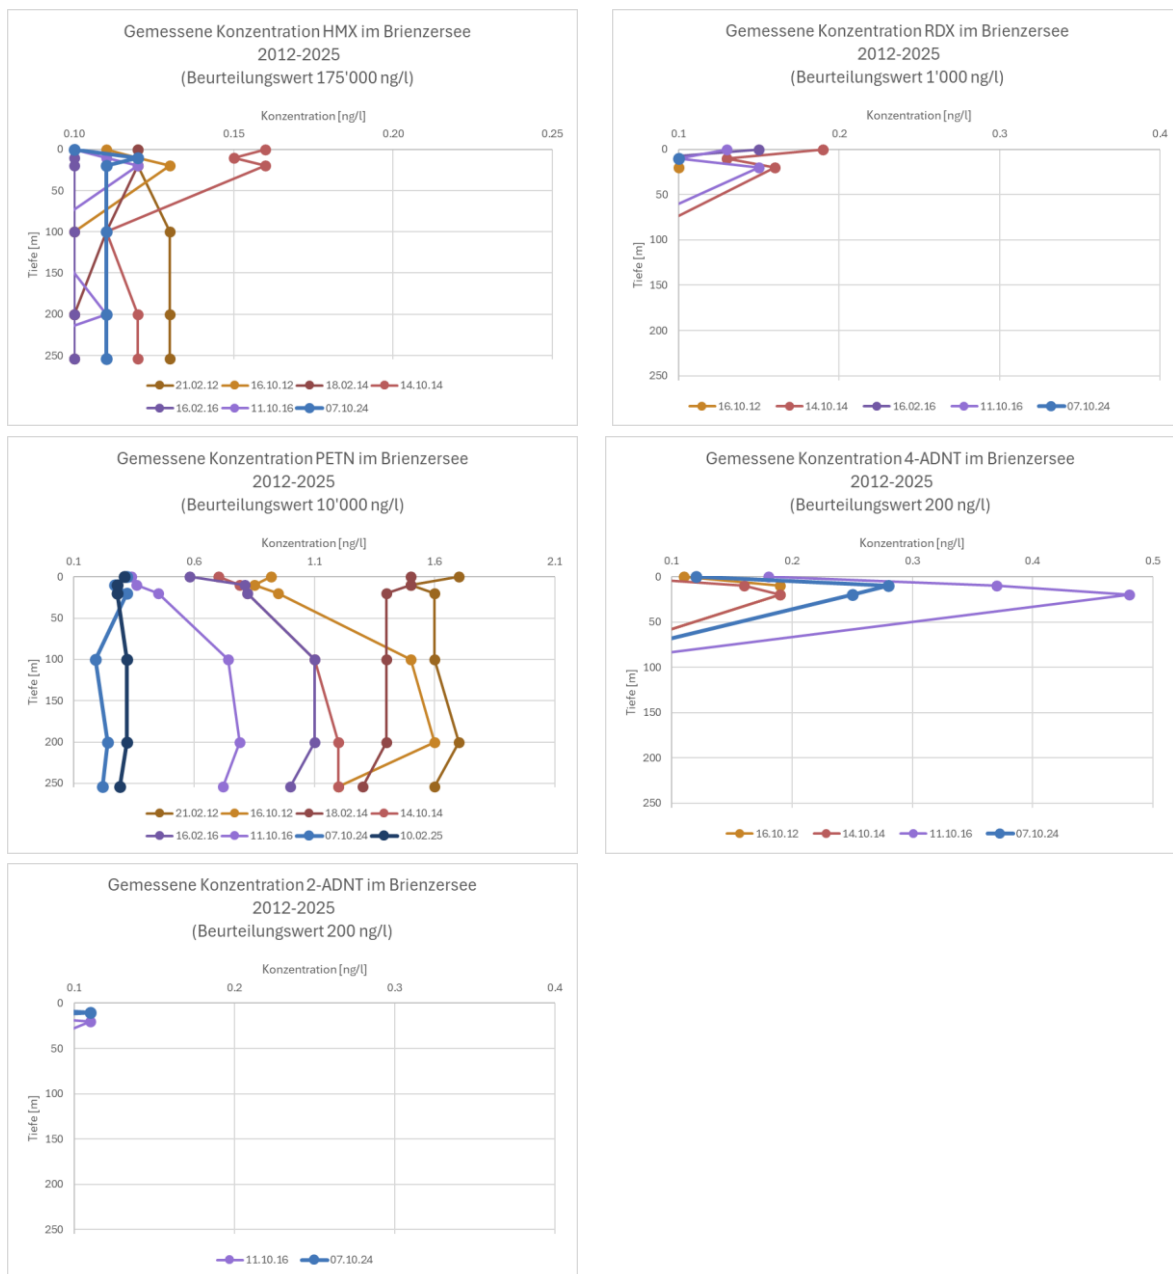 Gemessene Konzentration HMX im Brienzersee
2012-2025
(Beurteilungswert 175'000 ng/l)
Konzentration [ng/l]
0.10 0.15 0.20 0.25
0
50
100
150
200
250
Tiefe [m]
21.02.12 16.10.12 18.02.14 14.10.14
16.02.16 11.10.16 07.10.24
Gemessene Konzentration RDX im Brienzersee
2012-2025
(Beurteilungswert 1'000 ng/l)
Konzentration [ng/l]
0.1 0.2 0.3 0.4
0
50
100
150
200
250
Tiefe [m]
16.10.12 14.10.14 16.02.16 11.10.16 07.10.24
Gemessene Konzentration PETN im Brienzersee
2012-2025
(Beurteilungswert 10'000 ng/l)
Konzentration [ng/l]
0.1 0.6 1.1 1.6 2.1
0
50
100
150
200
250
Tiefe [m]
21.02.12 16.10.12 18.02.14 14.10.14
16.02.16 11.10.16 07.10.24 10.02.25
Gemessene Konzentration 4-ADNT im Brienzersee
2012-2025
(Beurteilungswert 200 ng/l)
Konzentration [ng/l]
0.1 0.2 0.3 0.4 0.5
0
50
100
150
200
250
Tiefe [m]
16.10.12 14.10.14 11.10.16 07.10.24
Gemessene Konzentration 2-ADNT im Brienzersee
2012-2025
(Beurteilungswert 200 ng/l)
Konzentration [ng/l]
0.1 0.2 0.3 0.4
0
50
100
150
200
250
Tiefe [m]
11.10.16 07.10.24